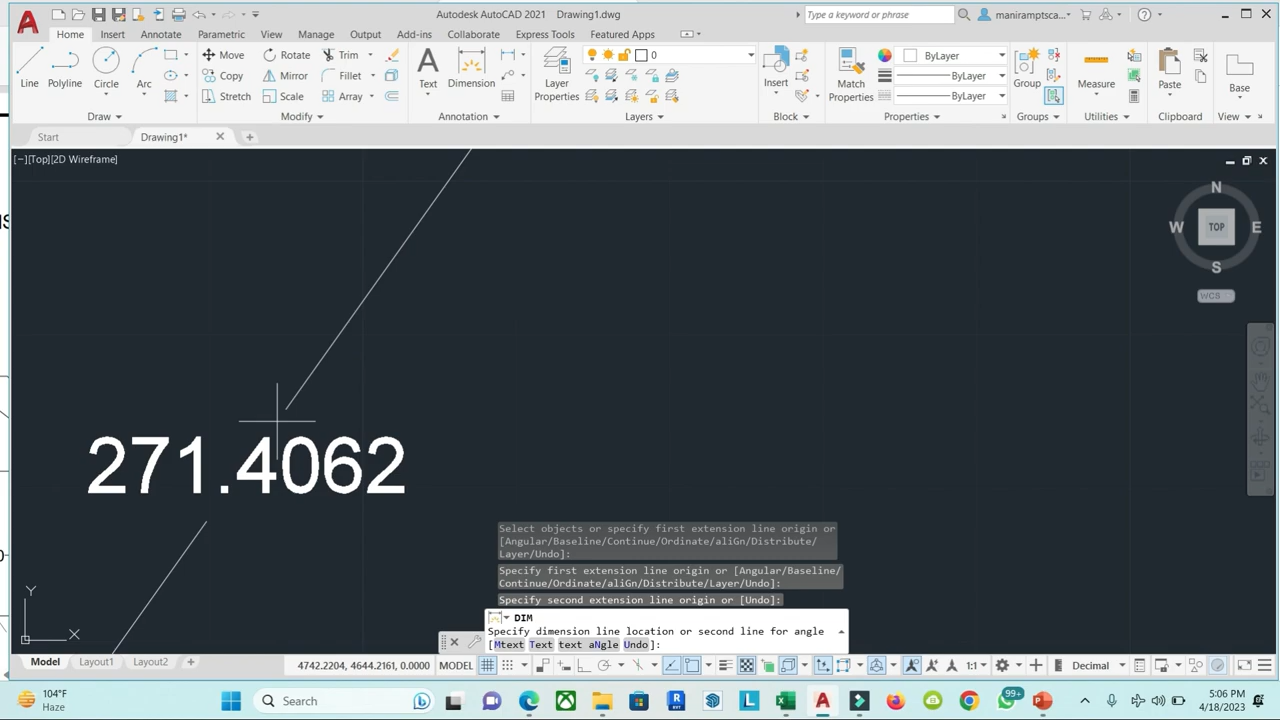 Autodesk AutoCAD 2021 Drawing1.dwg
Type a keyword or phrase
maniramptsca...
Home Insert Annotate Parametric View Manage Output Add-ins Collaborate Express Tools Featured Apps
Line
Polyline
Circle
Arc
Draw
Move
Copy
Stretch
Rotate
Mirror
Scale
Trim
Fillet
Array
Modify
Text
Dimension
Annotation
Layer
Properties
0
Layers
Insert
Block
Match
Properties
ByLayer
ByLayer
ByLayer
Properties
Group
Groups
Measure
Utilities
Paste
Clipboard
Base
View
Start
Drawing1*
[−][Top][2D Wireframe]
N
W
TOP
E
S
WCS
271.4062
Select objects or specify first extension line origin or
[Angular/Baseline/Continue/Ordinate/aliGn/Distribute/
Layer/Undo]:
Specify first extension line origin or [Angular/Baseline/
Continue/Ordinate/aliGn/Distribute/Layer/Undo]:
Specify second extension line origin or [Undo]:
DIM
Specify dimension line location or second line for angle
[Mtext Text text aNgle Undo]:
Y
X
Model
Layout1
Layout2
4742.2204, 4644.2161, 0.0000
MODEL
1:1
Decimal
104°F
Haze
Search
99+
5:06 PM
4/18/2023